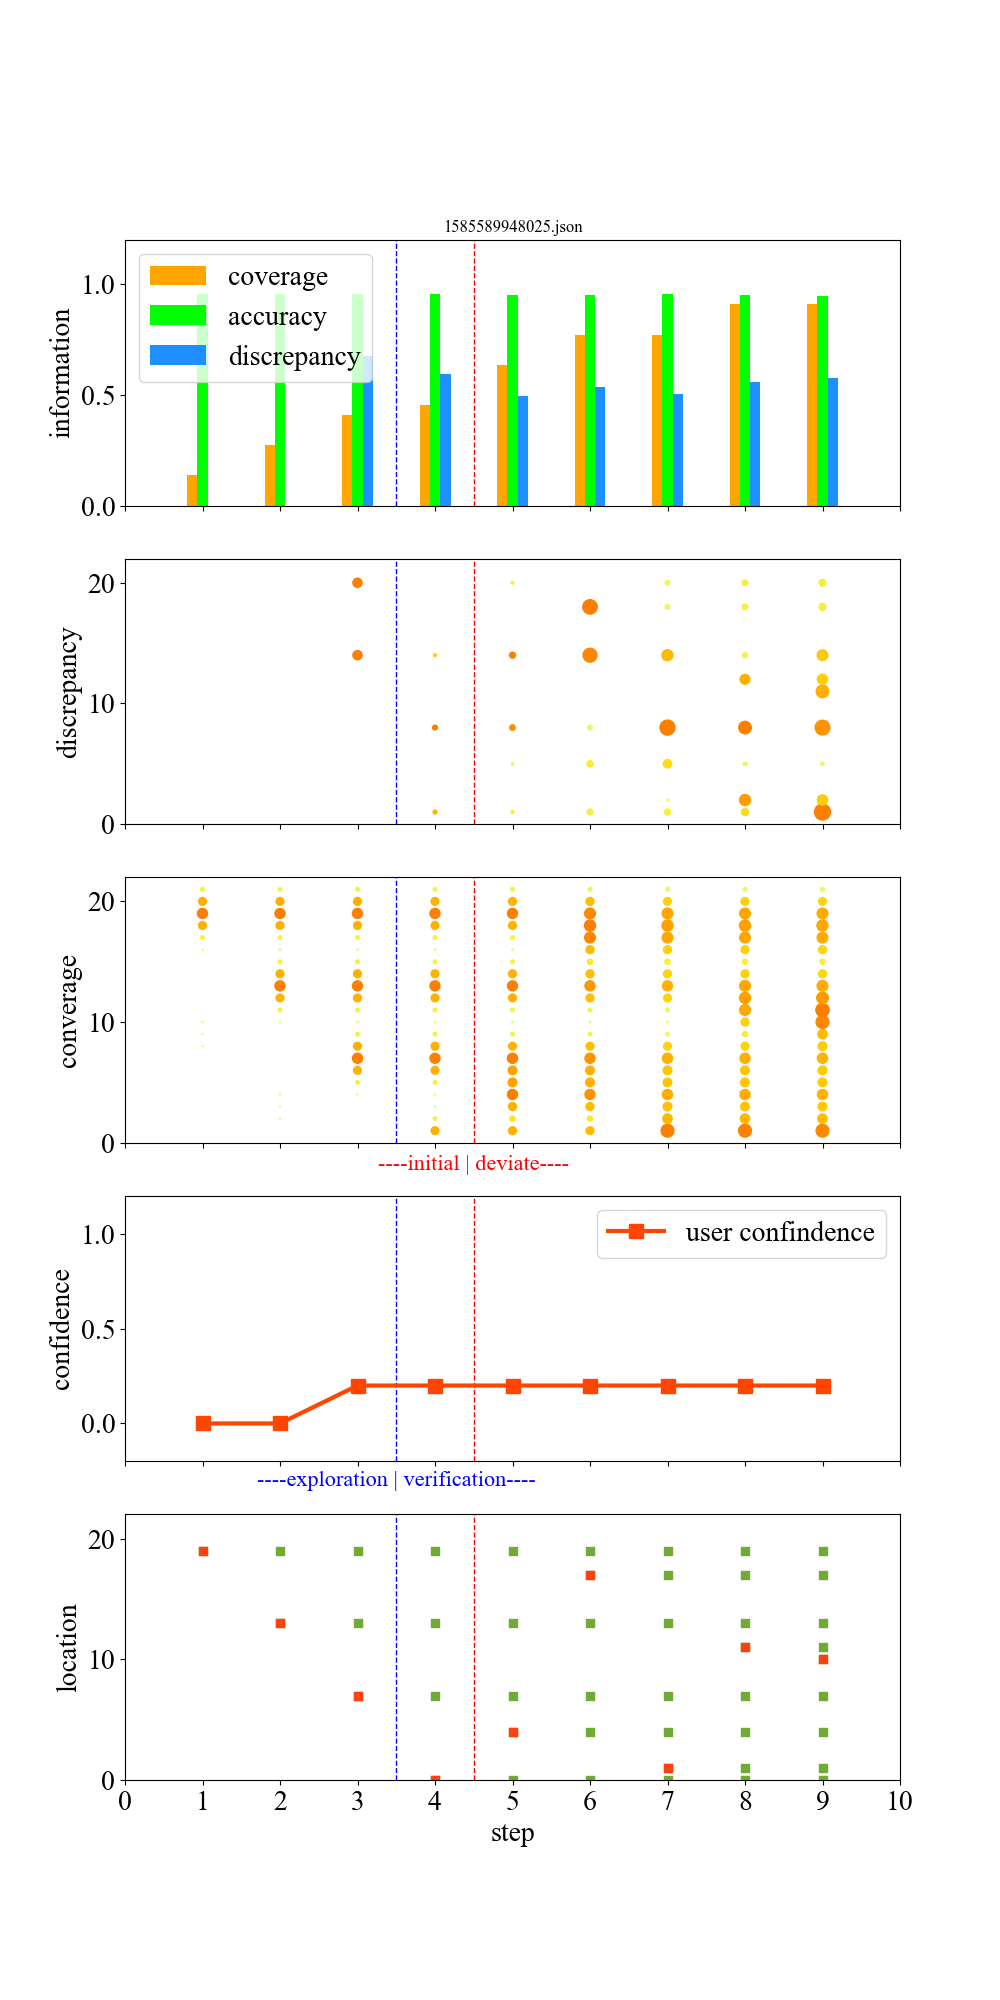 1585589948025.json
1.0
0.5
0.0
information
coverage
accuracy
discrepancy
20
10
0
discrepancy
20
10
0
converage
----initial | deviate----
1.0
0.5
0.0
confidence
user confindence
----exploration | verification----
20
10
0
location
0 1 2 3 4 5 6 7 8 9 10
step